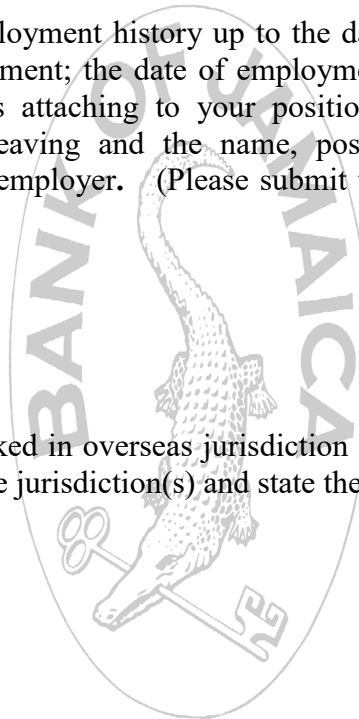 ployment history up to the da
ment; the date of employme
s attaching to your positio
eaving and the name, pos
employer. (Please submit
BANK OF JAMAICA
ked in overseas jurisdiction
e jurisdiction(s) and state the